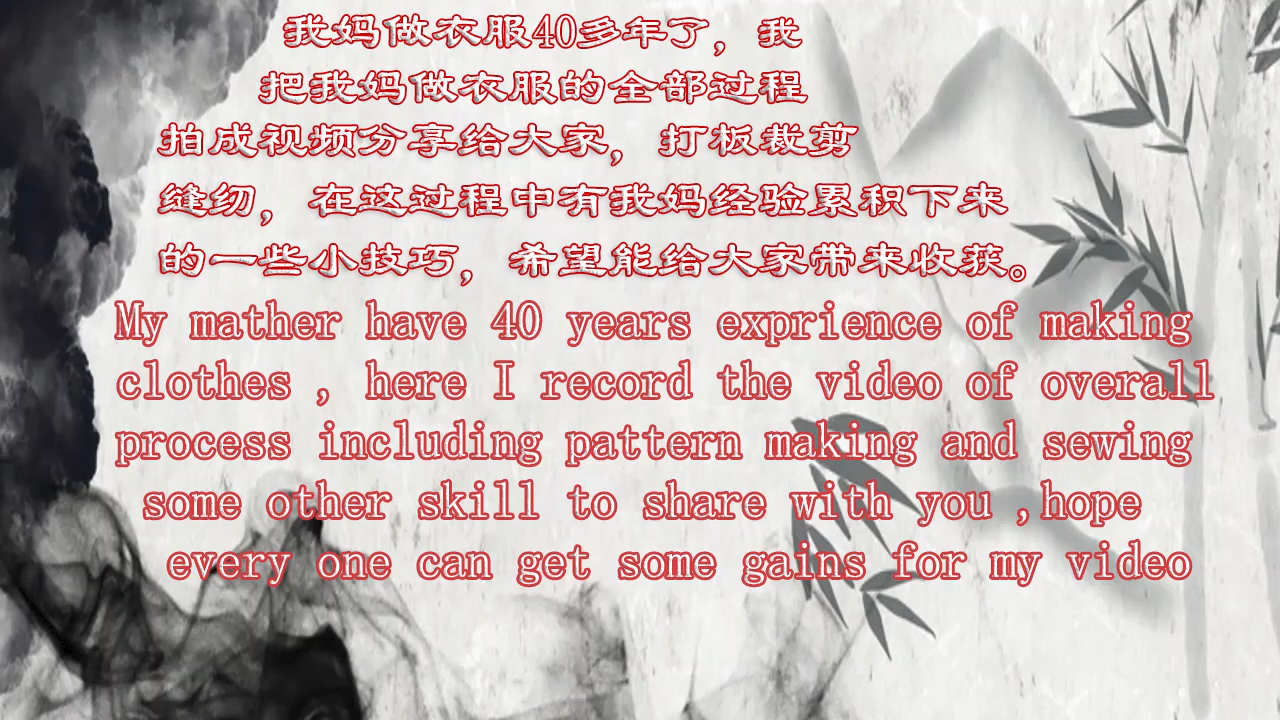 我妈做衣服40多年了，我
把我妈做衣服的全部过程
拍成视频分享给大家，打板裁剪
缝纫，在这过程中有我妈经验累积下来
的一些小技巧，希望能给大家带来收获。
My mather have 40 years exprience of making
clothes , here I record the video of overall
process including pattern making and sewing
some other skill to share with you ,hope
every one can get some gains for my video